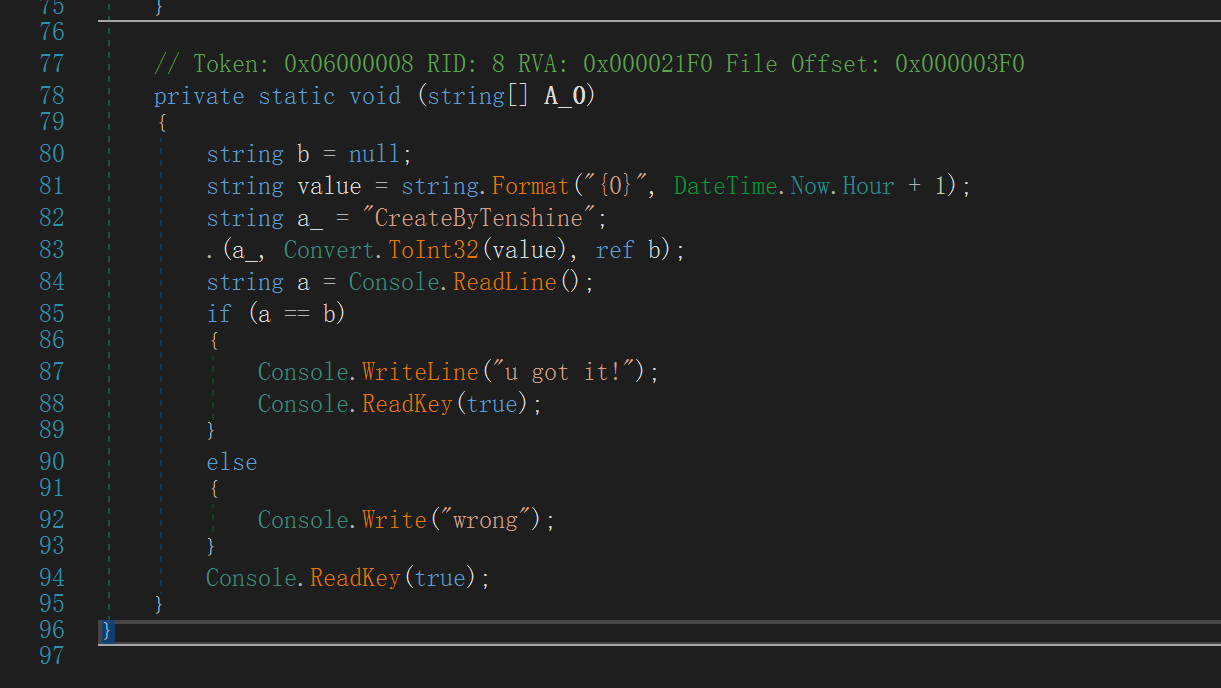 75 }
76
77 // Token: 0x06000008 RID: 8 RVA: 0x000021F0 File Offset: 0x000003F0
78 private static void (string[] A_0)
79 {
80 string b = null;
81 string value = string.Format("{0}", DateTime.Now.Hour + 1);
82 string a_ = "CreateByTenshine";
83 .(a_, Convert.ToInt32(value), ref b);
84 string a = Console.ReadLine();
85 if (a == b)
86 {
87 Console.WriteLine("u got it!");
88 Console.ReadKey(true);
89 }
90 else
91 {
92 Console.Write("wrong");
93 }
94 Console.ReadKey(true);
95 }
96 }
97